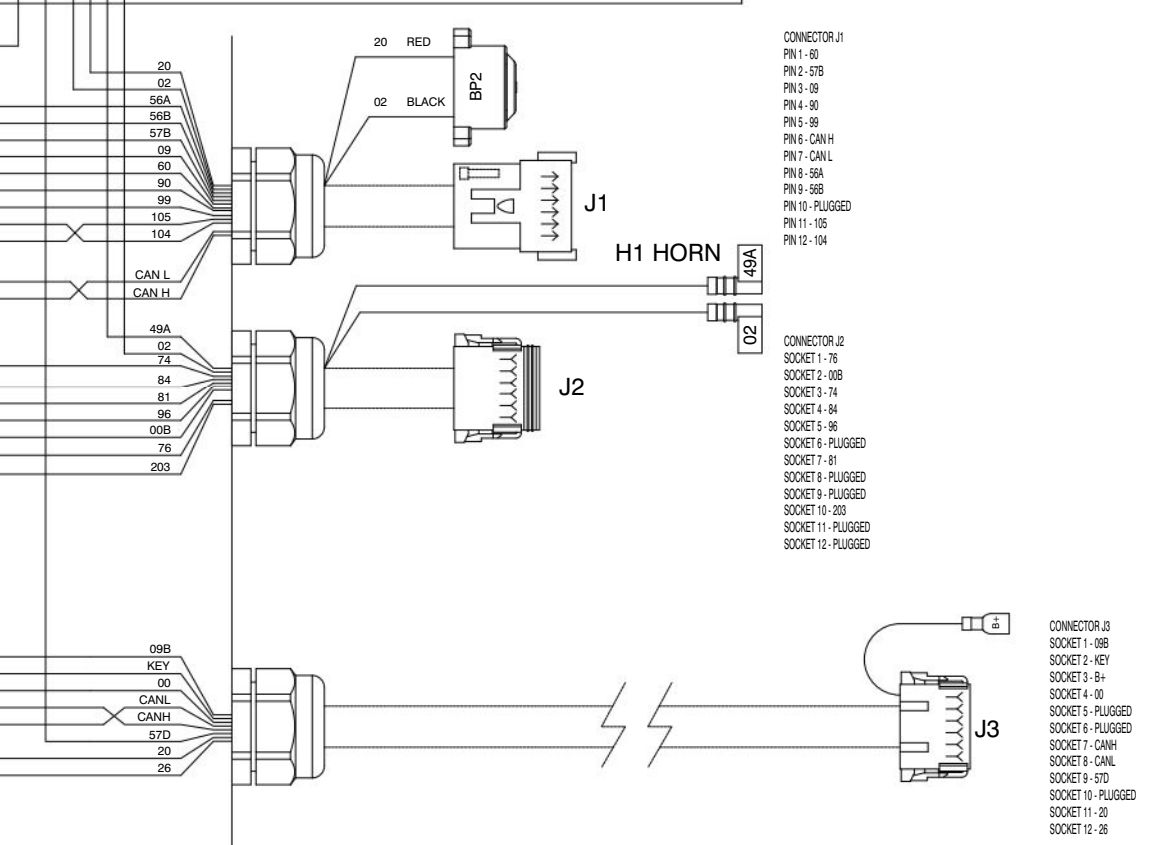 20 RED
02 BLACK
BP2
20
02
56A
56B
57B
09
60
90
99
105
104
CAN L
CAN H
J1
CONNECTOR J1
PIN 1 - 60
PIN 2 - 57B
PIN 3 - 09
PIN 4 - 90
PIN 5 - 99
PIN 6 - CAN H
PIN 7 - CAN L
PIN 8 - 56A
PIN 9 - 56B
PIN 10 - PLUGGED
PIN 11 - 105
PIN 12 - 104
H1 HORN
49A
02
49A
02
74
84
81
96
00B
76
203
J2
CONNECTOR J2
SOCKET 1 - 76
SOCKET 2 - 00B
SOCKET 3 - 74
SOCKET 4 - 84
SOCKET 5 - 96
SOCKET 6 - PLUGGED
SOCKET 7 - 81
SOCKET 8 - PLUGGED
SOCKET 9 - PLUGGED
SOCKET 10 - 203
SOCKET 11 - PLUGGED
SOCKET 12 - PLUGGED
09B
KEY
00
CANL
CANH
57D
20
26
B+
J3
CONNECTOR J3
SOCKET 1 - 09B
SOCKET 2 - KEY
SOCKET 3 - B+
SOCKET 4 - 00
SOCKET 5 - PLUGGED
SOCKET 6 - PLUGGED
SOCKET 7 - CANH
SOCKET 8 - CANL
SOCKET 9 - 57D
SOCKET 10 - PLUGGED
SOCKET 11 - 20
SOCKET 12 - 26